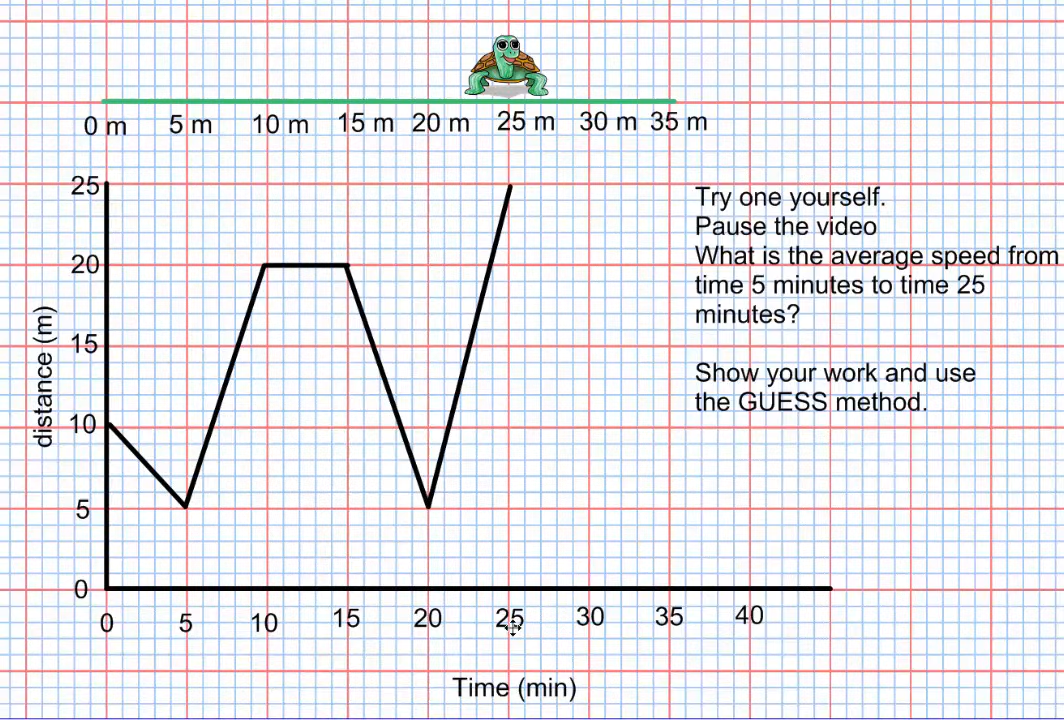 0 m 5 m 10 m 15 m 20 m 25 m 30 m 35 m
25
20
15
10
5
0
distance (m)
0 5 10 15 20 25 30 35 40
Time (min)
Try one yourself.
Pause the video
What is the average speed from
time 5 minutes to time 25
minutes?
Show your work and use
the GUESS method.